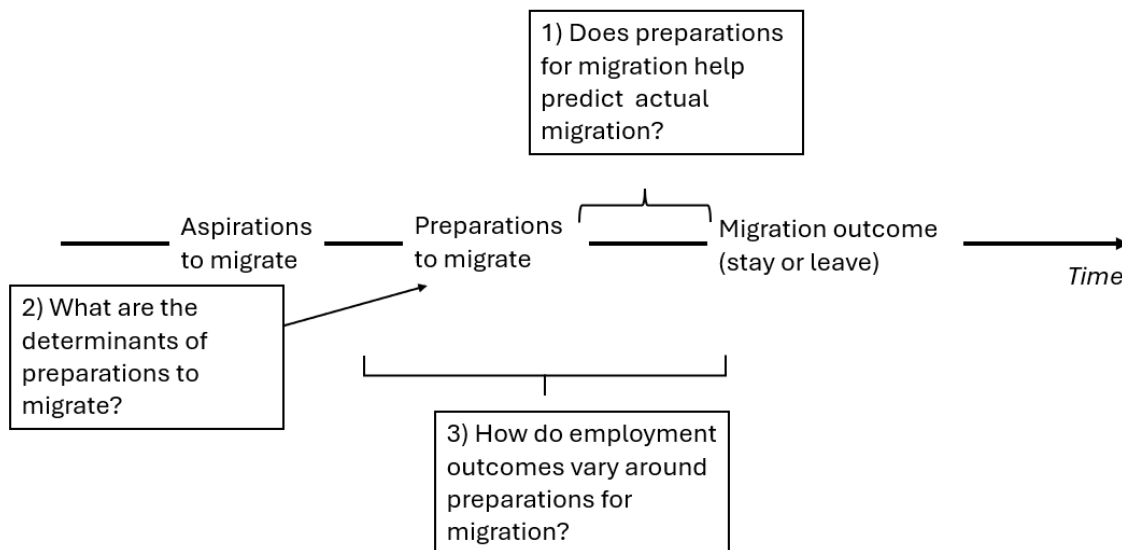 1) Does preparations
for migration help
predict actual
migration?
Aspirations
to migrate
Preparations
to migrate
Migration outcome
(stay or leave)
Time
2) What are the
determinants of
preparations to
migrate?
3) How do employment
outcomes vary around
preparations for
migration?